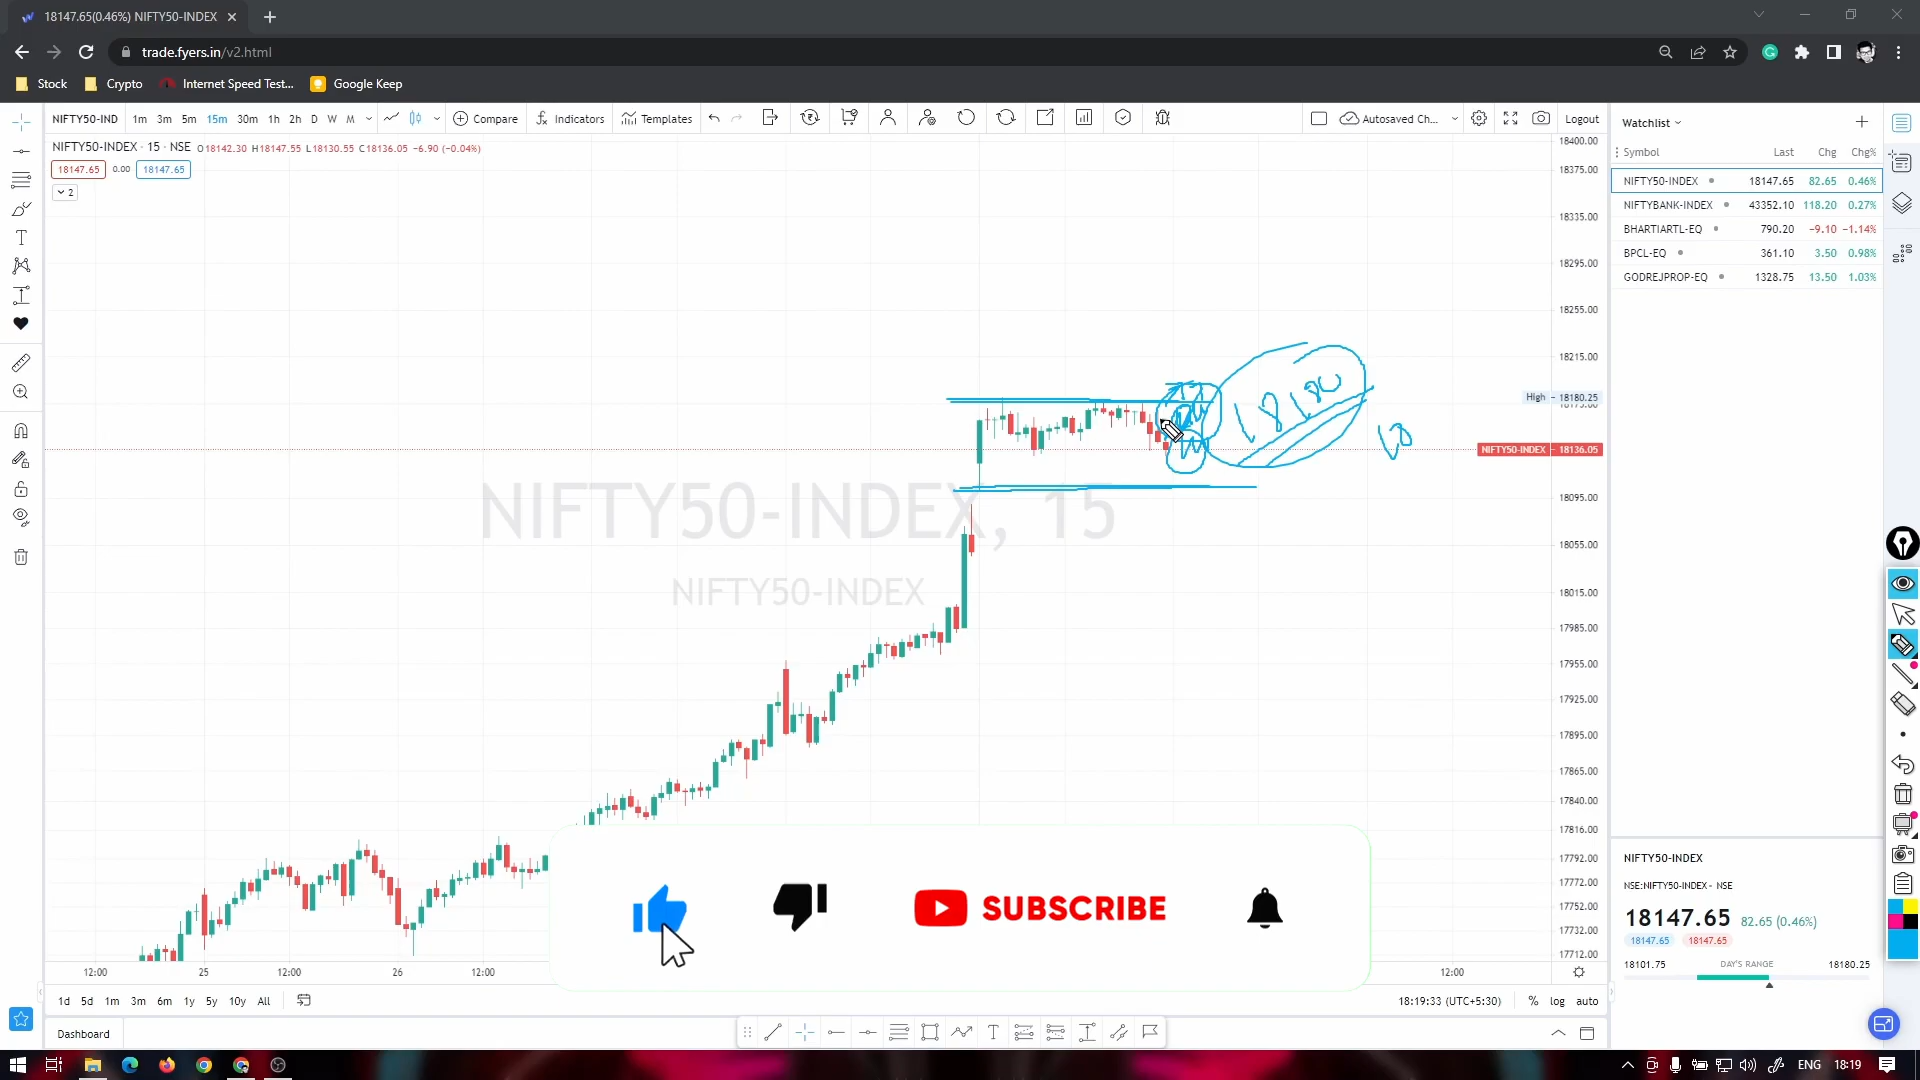 18147.65(0.46%) NIFTY50-INDEX
trade.fyers.in/v2.html
Stock Crypto Internet Speed Test... Google Keep
NIFTY50-IND 1m 3m 5m 15m 30m 1h 2h D W M Compare Indicators Templates Autosaved Ch... Logout
NIFTY50-INDEX · 15 · NSE O18142.30 H18147.55 L18130.55 C18136.05 -6.90 (-0.04%)
18147.65 0.00 18147.65
2
18400.00
18375.00
18335.00
18295.00
18255.00
18215.00
High 18180.25
NIFTY50-INDEX 18136.05
18095.00
18055.00
18015.00
17985.00
17955.00
17925.00
17895.00
17865.00
17840.00
17816.00
17792.00
17772.00
17752.00
17732.00
17712.00
18180
18
NIFTY50-INDEX, 15
NIFTY50-INDEX
SUBSCRIBE
12:00 25 12:00 26 12:00 12:00
1d 5d 1m 3m 6m 1y 5y 10y All 18:19:33 (UTC+5:30) % log auto
Dashboard
Watchlist
Symbol Last Chg Chg%
NIFTY50-INDEX 18147.65 82.65 0.46%
NIFTYBANK-INDEX 43352.10 118.20 0.27%
BHARTIARTL-EQ 790.20 -9.10 -1.14%
BPCL-EQ 361.10 3.50 0.98%
GODREJPROP-EQ 1328.75 13.50 1.03%
NIFTY50-INDEX
NSE:NIFTY50-INDEX - NSE
18147.65 82.65 (0.46%)
18147.65 18147.65
18101.75 DAY'S RANGE 18180.25
ENG 18:19